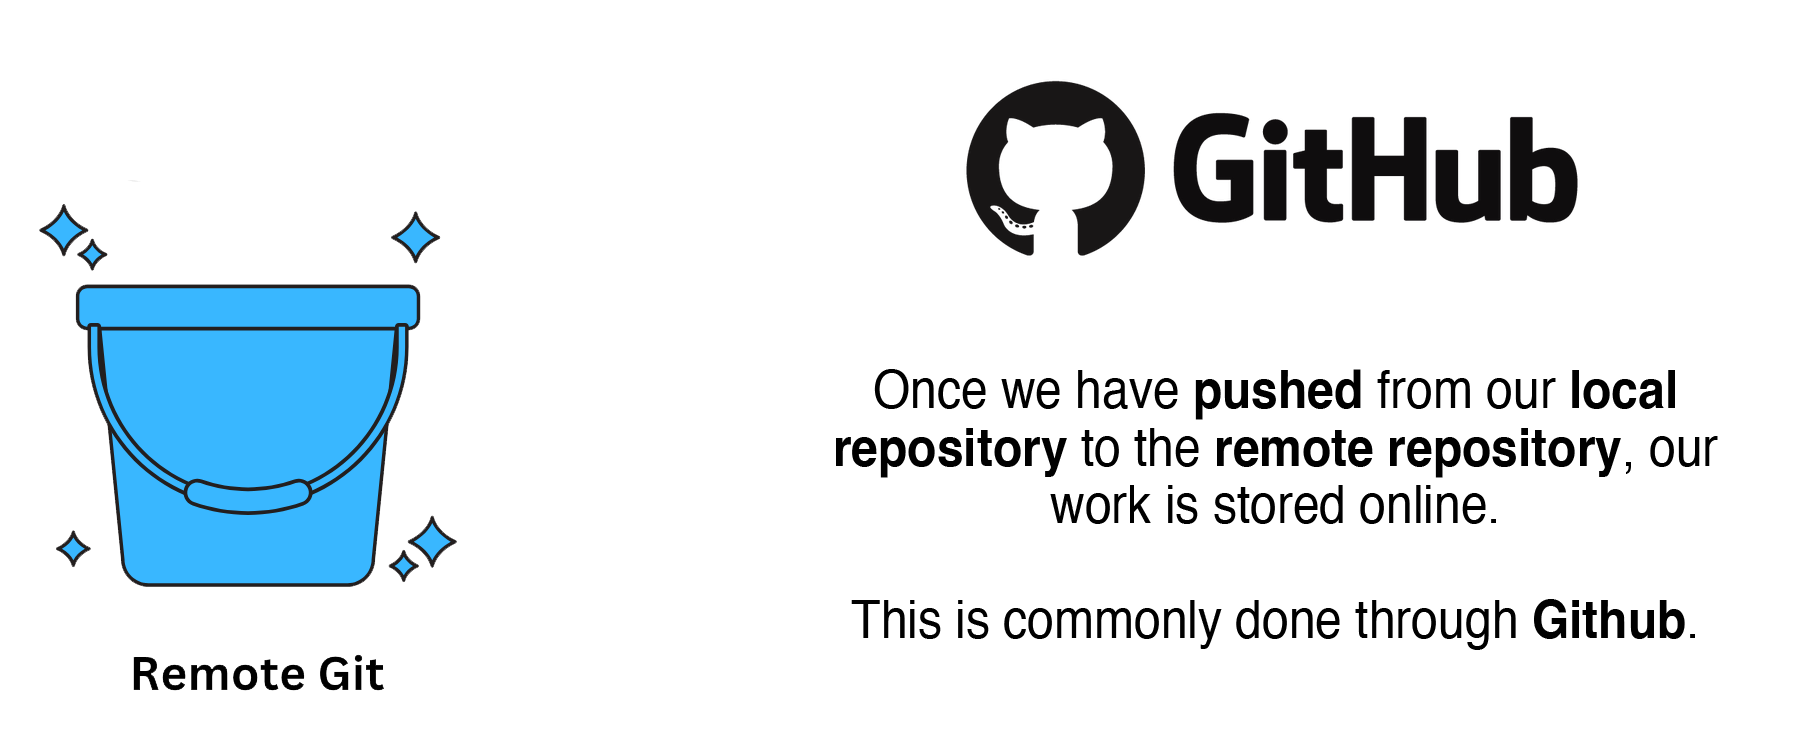 GitHub
Once we have pushed from our local
repository to the remote repository, our
work is stored online.
This is commonly done through Github.
Remote Git